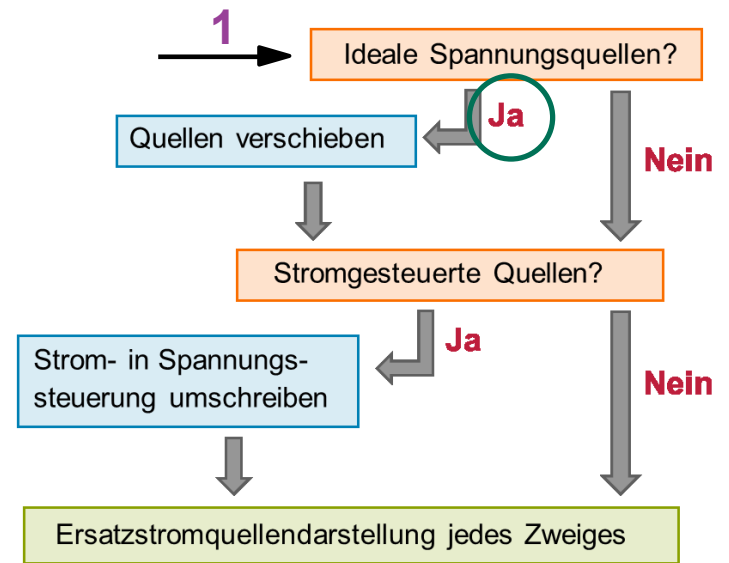 1
Ideale Spannungsquellen?
Ja
Quellen verschieben
Nein
Stromgesteuerte Quellen?
Ja
Strom- in Spannungs-
steuerung umschreiben
Nein
Ersatzstromquellendarstellung jedes Zweiges